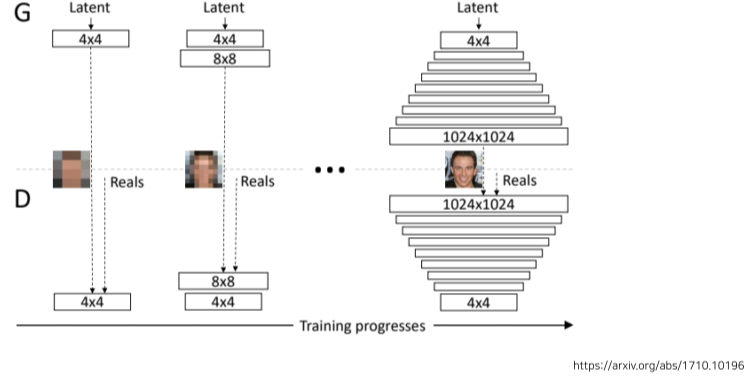 G
Latent
Latent
Latent
4x4
4x4
4x4
8x8
1024x1024
Reals
Reals
Reals
D
1024x1024
8x8
4x4
4x4
4x4
Training progresses
https://arxiv.org/abs/1710.10196